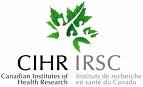 CIHR IRSC
Canadian Institutes of Health Research
Instituts de recherche en santé du Canada